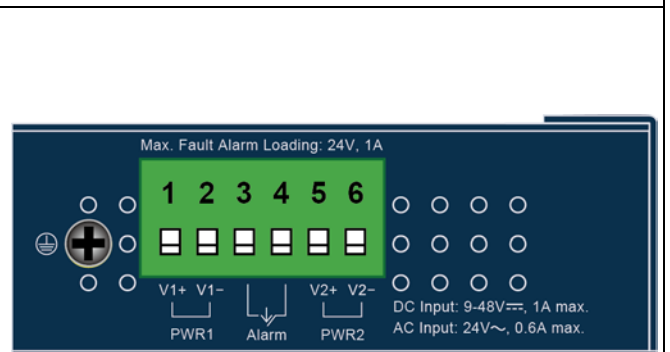 Max. Fault Alarm Loading: 24V, 1A
1 2 3 4 5 6
V1+ V1− V2+ V2−
PWR1 Alarm PWR2
DC Input: 9-48V⎓, 1A max.
AC Input: 24V～, 0.6A max.